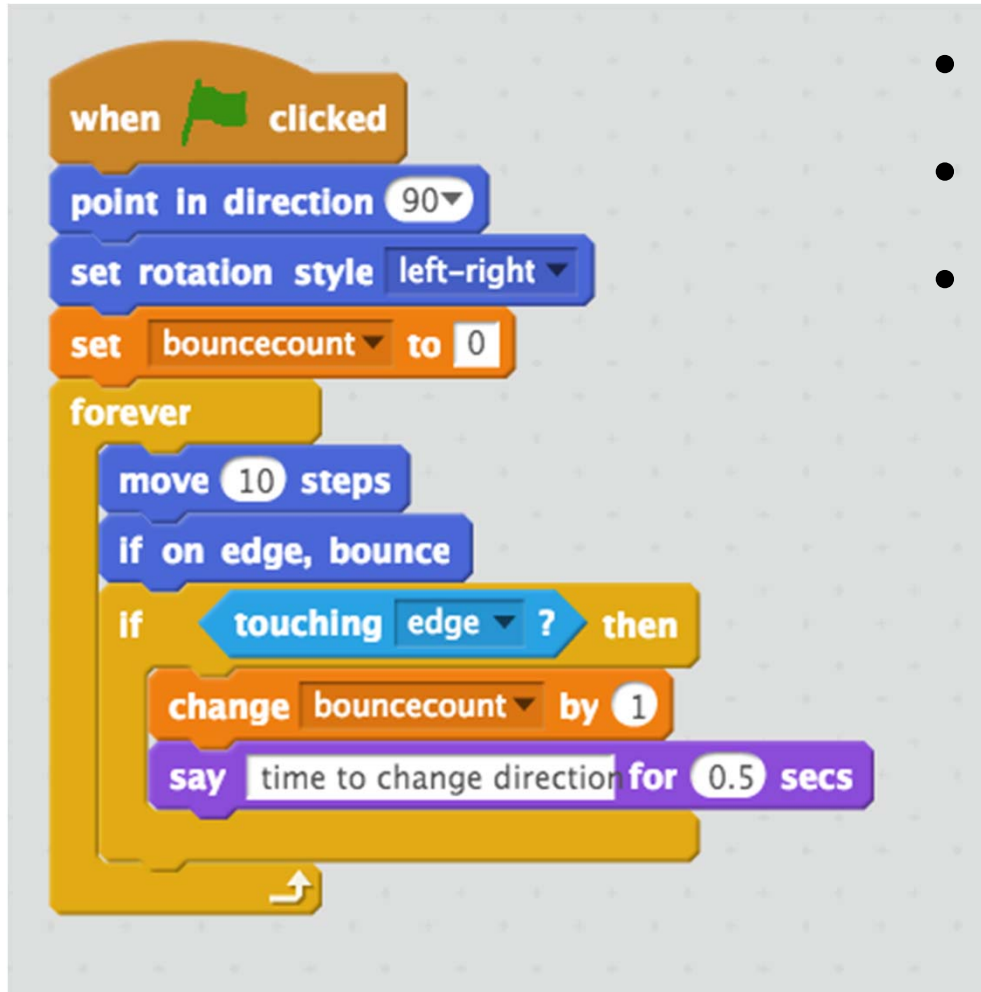 when clicked
point in direction 90
set rotation style left-right
set bouncecount to 0
forever
move 10 steps
if on edge, bounce
if touching edge ? then
change bouncecount by 1
say time to change direction for 0.5 secs